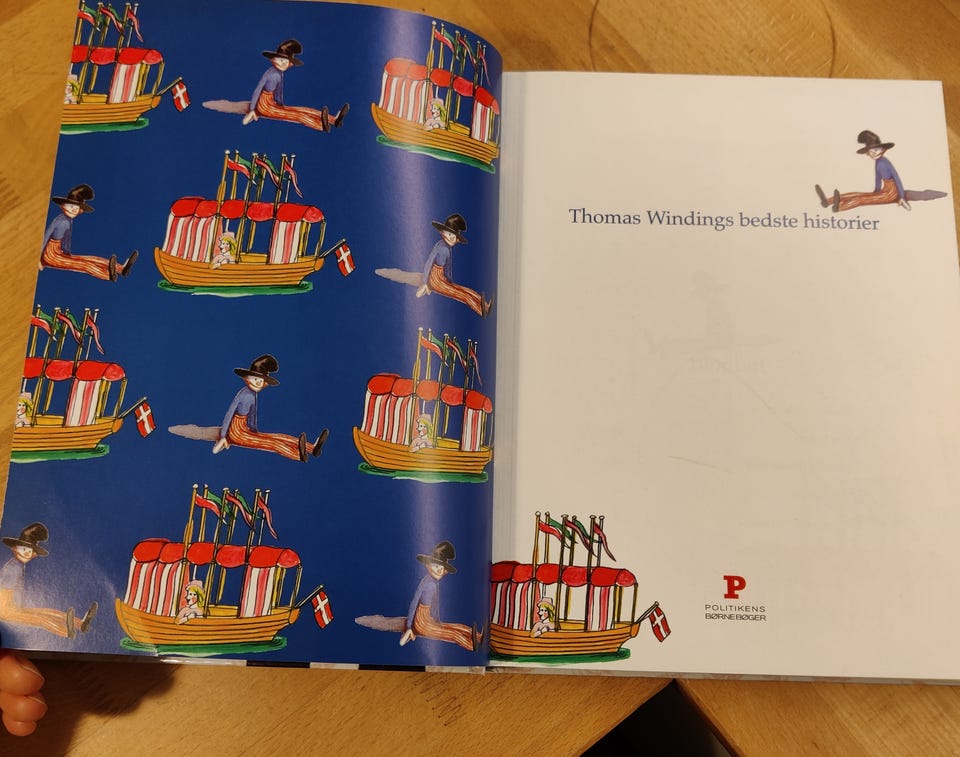 Thomas Windings bedste historier
P
POLITIKENS
BØRNEBØGER